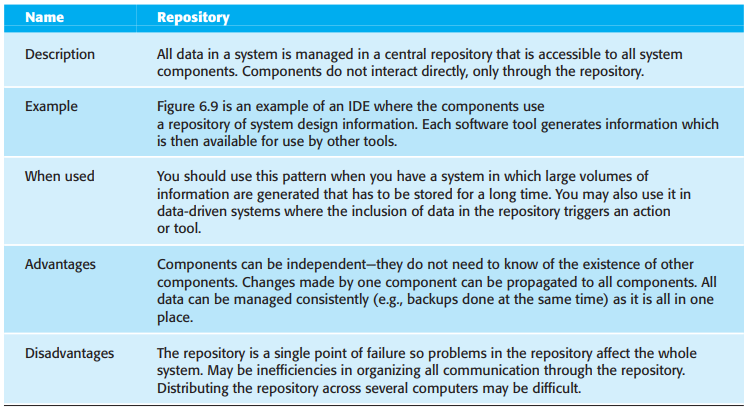 Name Repository
Description All data in a system is managed in a central repository that is accessible to all system
components. Components do not interact directly, only through the repository.
Example Figure 6.9 is an example of an IDE where the components use
a repository of system design information. Each software tool generates information which
is then available for use by other tools.
When used You should use this pattern when you have a system in which large volumes of
information are generated that has to be stored for a long time. You may also use it in
data-driven systems where the inclusion of data in the repository triggers an action
or tool.
Advantages Components can be independent—they do not need to know of the existence of other
components. Changes made by one component can be propagated to all components. All
data can be managed consistently (e.g., backups done at the same time) as it is all in one
place.
Disadvantages The repository is a single point of failure so problems in the repository affect the whole
system. May be inefficiencies in organizing all communication through the repository.
Distributing the repository across several computers may be difficult.